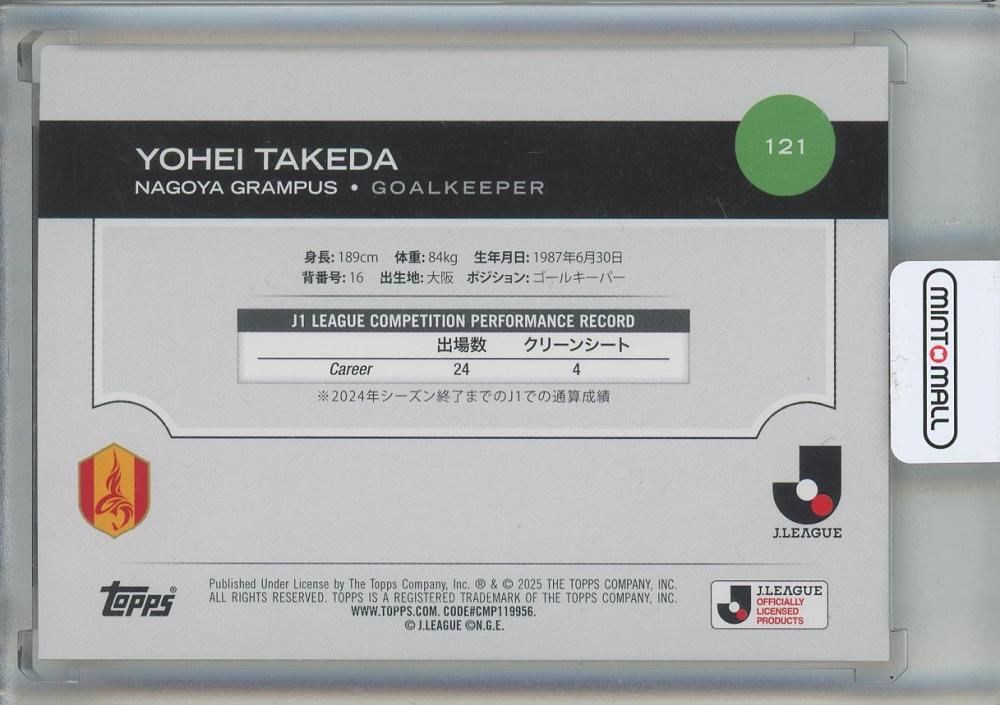 121
YOHEI TAKEDA
NAGOYA GRAMPUS • GOALKEEPER
身長: 189cm 体重: 84kg 生年月日: 1987年6月30日
背番号: 16 出生地: 大阪 ポジション: ゴールキーパー
J1 LEAGUE COMPETITION PERFORMANCE RECORD
出場数 クリーンシート
Career 24 4
※2024年シーズン終了までのJ1での通算成績
MINT MALL
J.LEAGUE
topps®
Published Under License by The Topps Company, Inc. ® & © 2025 THE TOPPS COMPANY, INC.
ALL RIGHTS RESERVED. TOPPS IS A REGISTERED TRADEMARK OF THE TOPPS COMPANY, INC.
WWW.TOPPS.COM. CODE#CMP119956.
© J.LEAGUE ©N.G.E.
J.LEAGUE
OFFICIALLY
LICENSED
PRODUCTS